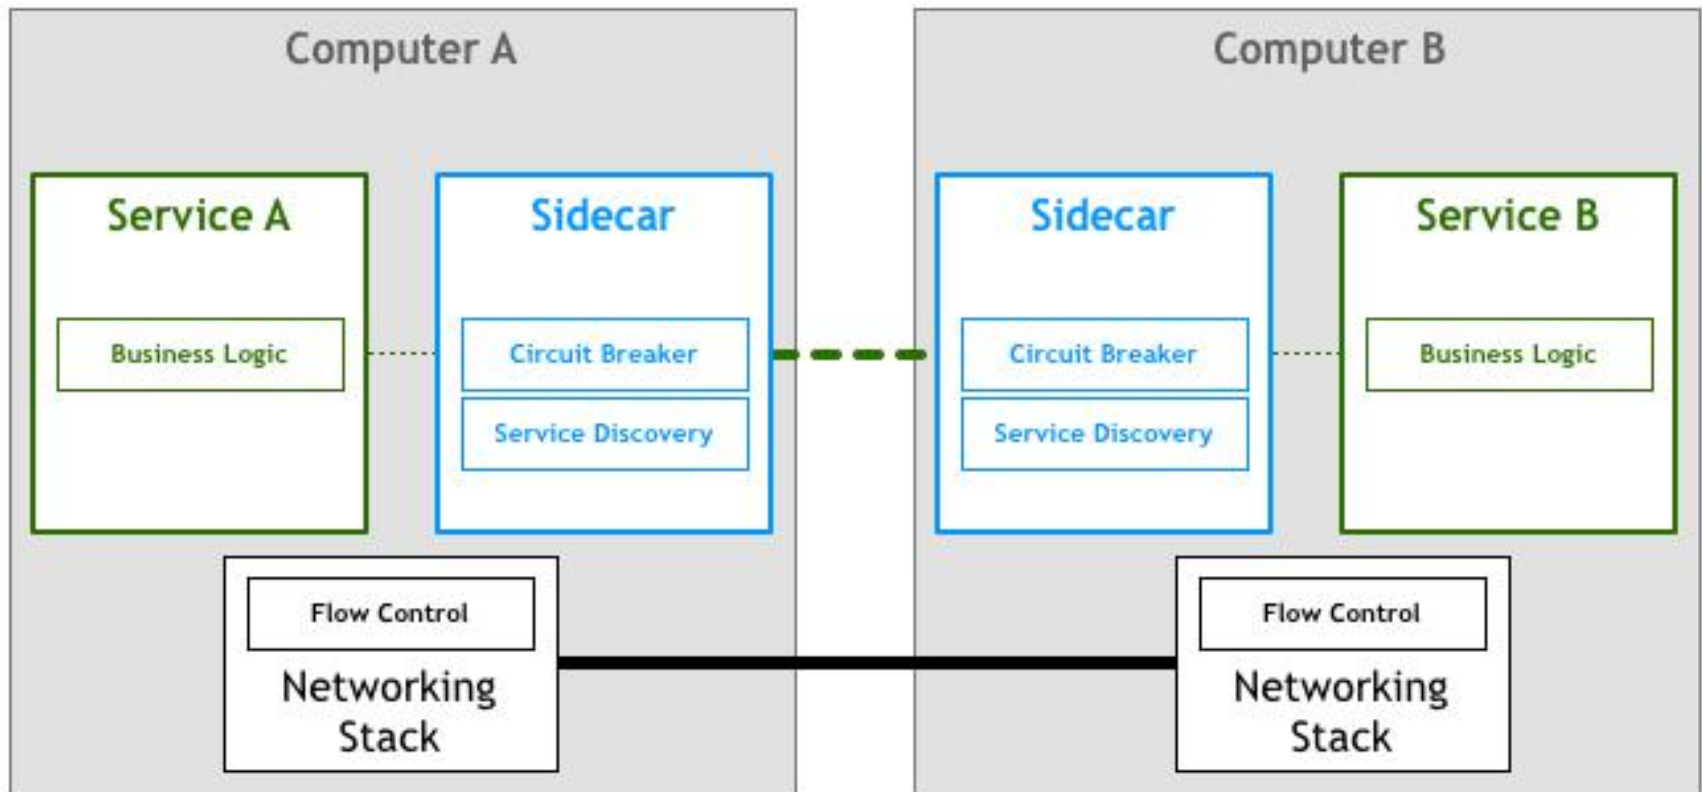 Computer A
Computer B
Service A
Sidecar
Sidecar
Service B
Business Logic
Circuit Breaker
Circuit Breaker
Business Logic
Service Discovery
Service Discovery
Flow Control
Flow Control
Networking
Stack
Networking
Stack